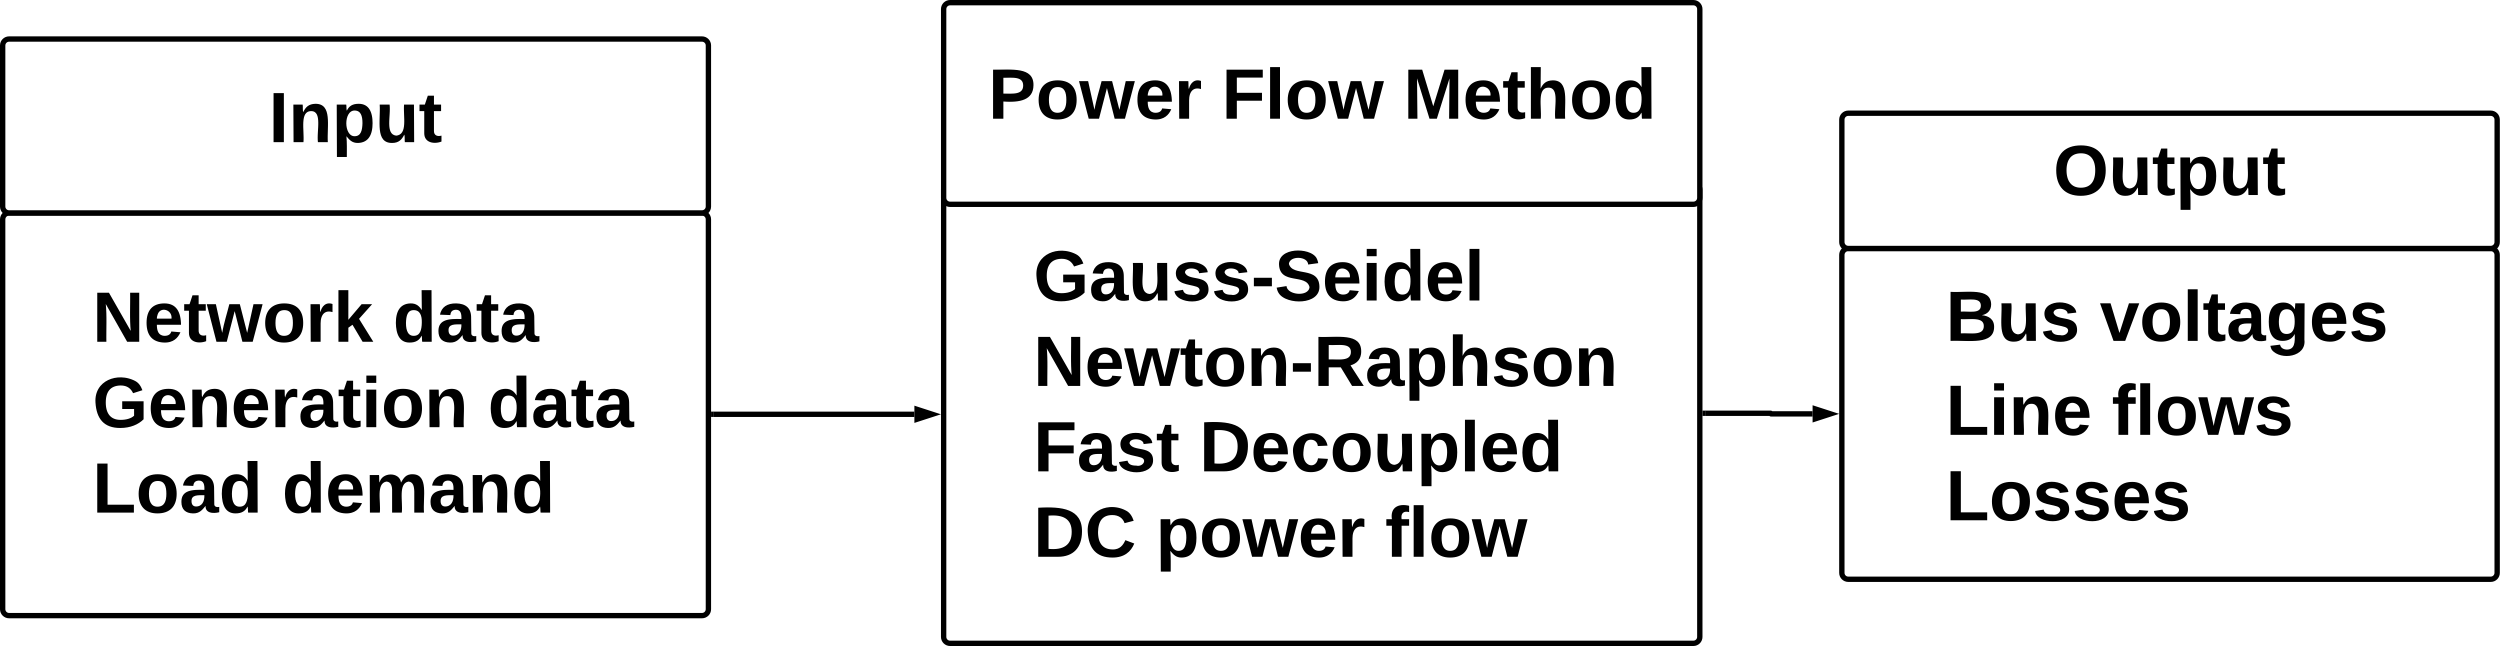 Input
Network data
Generation data
Load demand
Power Flow Method
Gauss-Seidel
Newton-Raphson
Fast Decoupled
DC power flow
Output
Bus voltages
Line flows
Losses